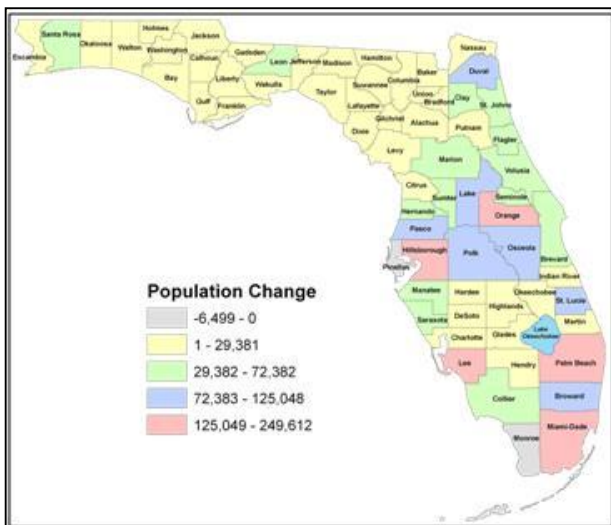 Holmes
Jackson
Santa Rosa
Okaloosa
Walton
Washington
Escambia
Bay
Calhoun
Gadsden
Leon
Jefferson
Madison
Hamilton
Liberty
Wakulla
Gulf
Franklin
Taylor
Suwannee
Columbia
Baker
Nassau
Duval
Lafayette
Union
Bradford
Clay
St. Johns
Gilchrist
Alachua
Putnam
Dixie
Flagler
Levy
Marion
Volusia
Citrus
Lake
Sumter
Seminole
Hernando
Orange
Pasco
Brevard
Hillsborough
Polk
Osceola
Pinellas
Indian River
Manatee
Hardee
Okeechobee
Highlands
St. Lucie
Sarasota
DeSoto
Martin
Charlotte
Glades
Lake
Okeechobee
Lee
Hendry
Palm Beach
Collier
Broward
Monroe
Miami-Dade
Population Change
-6,499 - 0
1 - 29,381
29,382 - 72,382
72,383 - 125,048
125,049 - 249,612